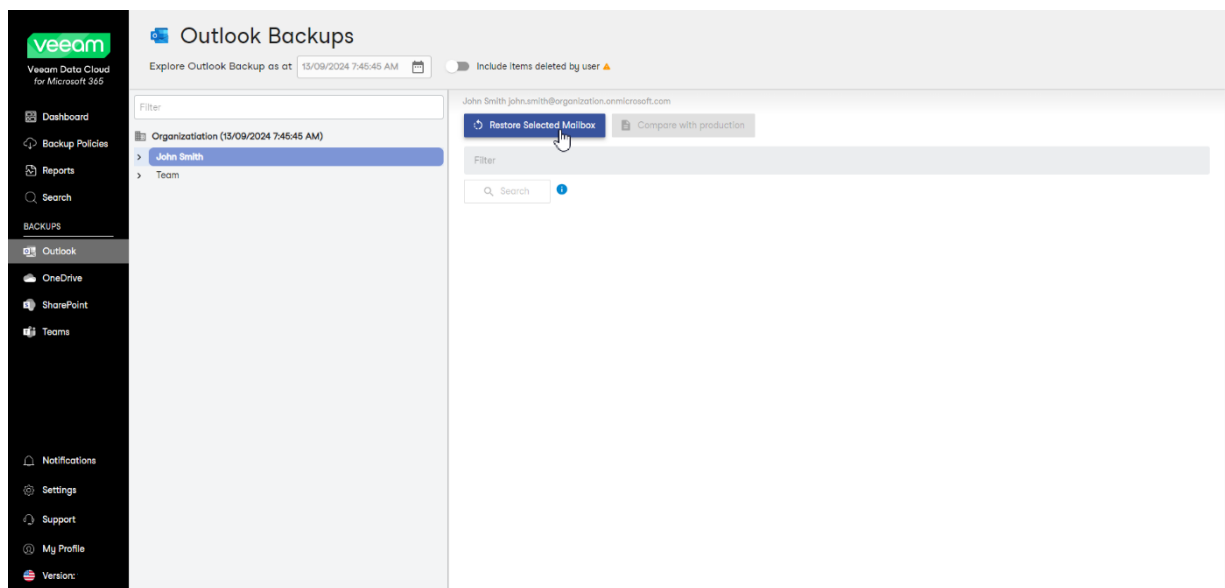 veeam
Veeam Data Cloud
for Microsoft 365
Dashboard
Backup Policies
Reports
Search
BACKUPS
Outlook
OneDrive
SharePoint
Teams
Notifications
Settings
Support
My Profile
Version:
Outlook Backups
Explore Outlook Backup as at 13/09/2024 7:45:45 AM Include items deleted by user
Filter
Organizatiation (13/09/2024 7:45:45 AM)
John Smith
Team
John Smith john.smith@organization.onmicrosoft.com
Restore Selected Mailbox Compare with production
Filter
Search